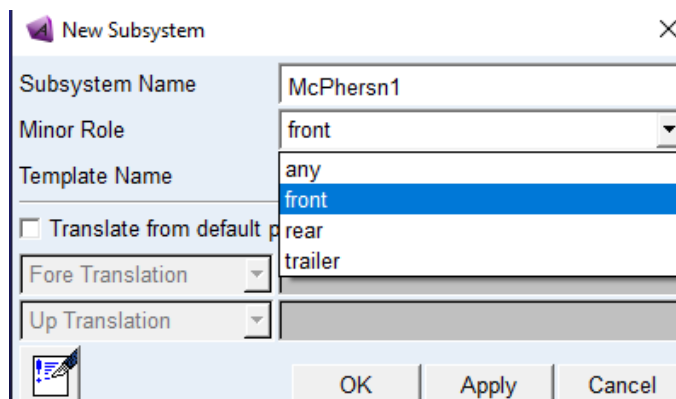 New Subsystem
Subsystem Name McPhersn1
Minor Role front
Template Name any
front
Translate from default p rear
trailer
Fore Translation
Up Translation
OK Apply Cancel